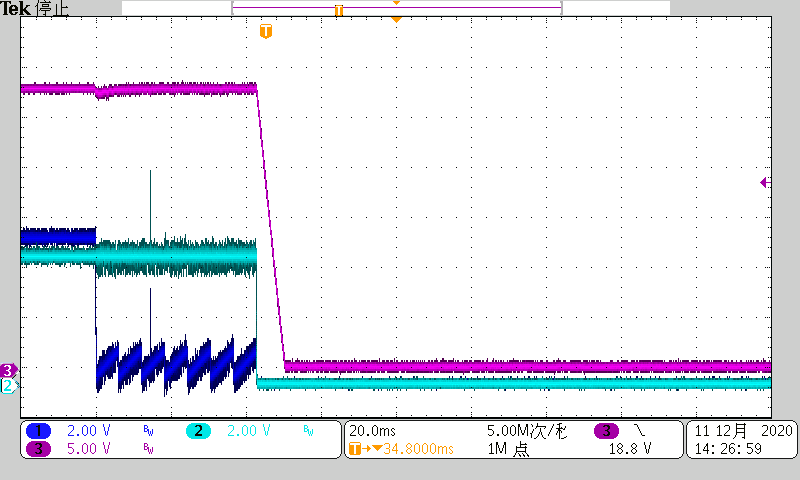 Tek 停止
T
T
3
2
1 2.00 V BW 2 2.00 V BW
3 5.00 V BW
20.0ms 5.00M次/秒
T→▼34.8000ms 1M 点
3 18.8 V
11 12月 2020
14:26:59